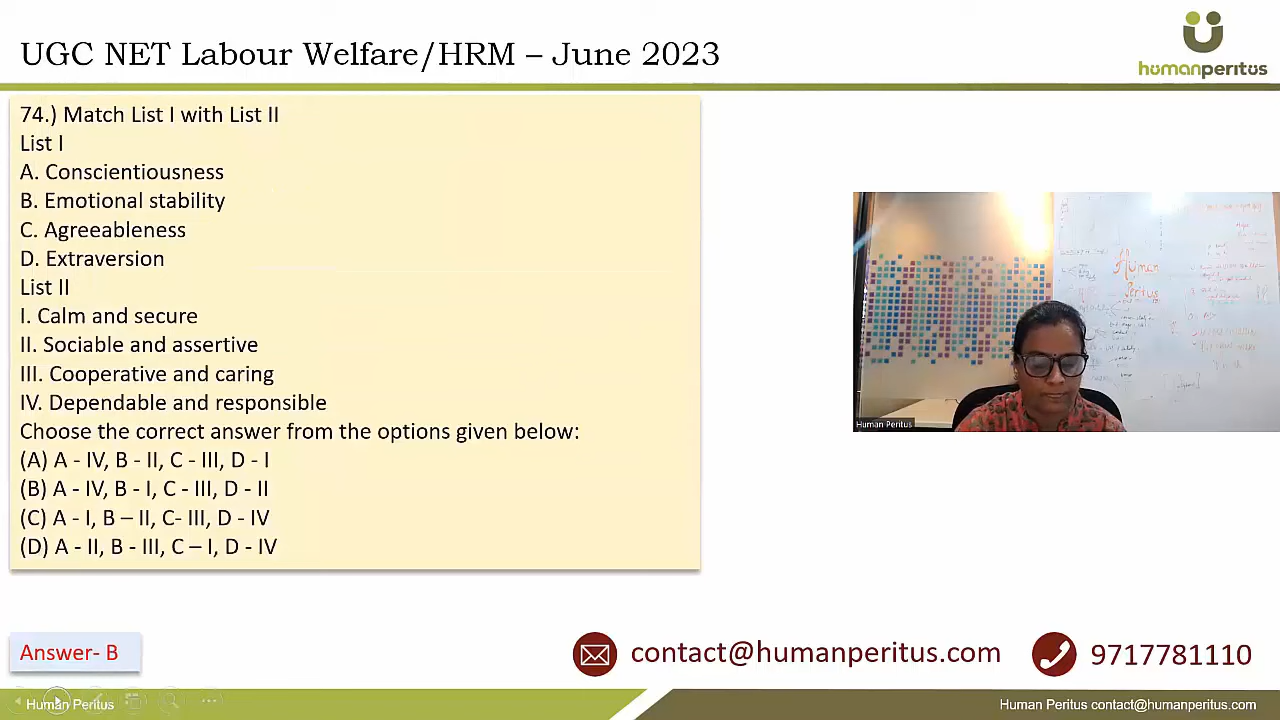 UGC NET Labour Welfare/HRM – June 2023
humanperitus
74.) Match List I with List II
List I
A. Conscientiousness
B. Emotional stability
C. Agreeableness
D. Extraversion
List II
I. Calm and secure
II. Sociable and assertive
III. Cooperative and caring
IV. Dependable and responsible
Choose the correct answer from the options given below:
(A) A - IV, B - II, C - III, D - I
(B) A - IV, B - I, C - III, D - II
(C) A - I, B – II, C- III, D - IV
(D) A - II, B - III, C – I, D - IV
Human
Peritus
Human Peritus
Answer- B
contact@humanperitus.com
9717781110
Human Peritus
Human Peritus contact@humanperitus.com